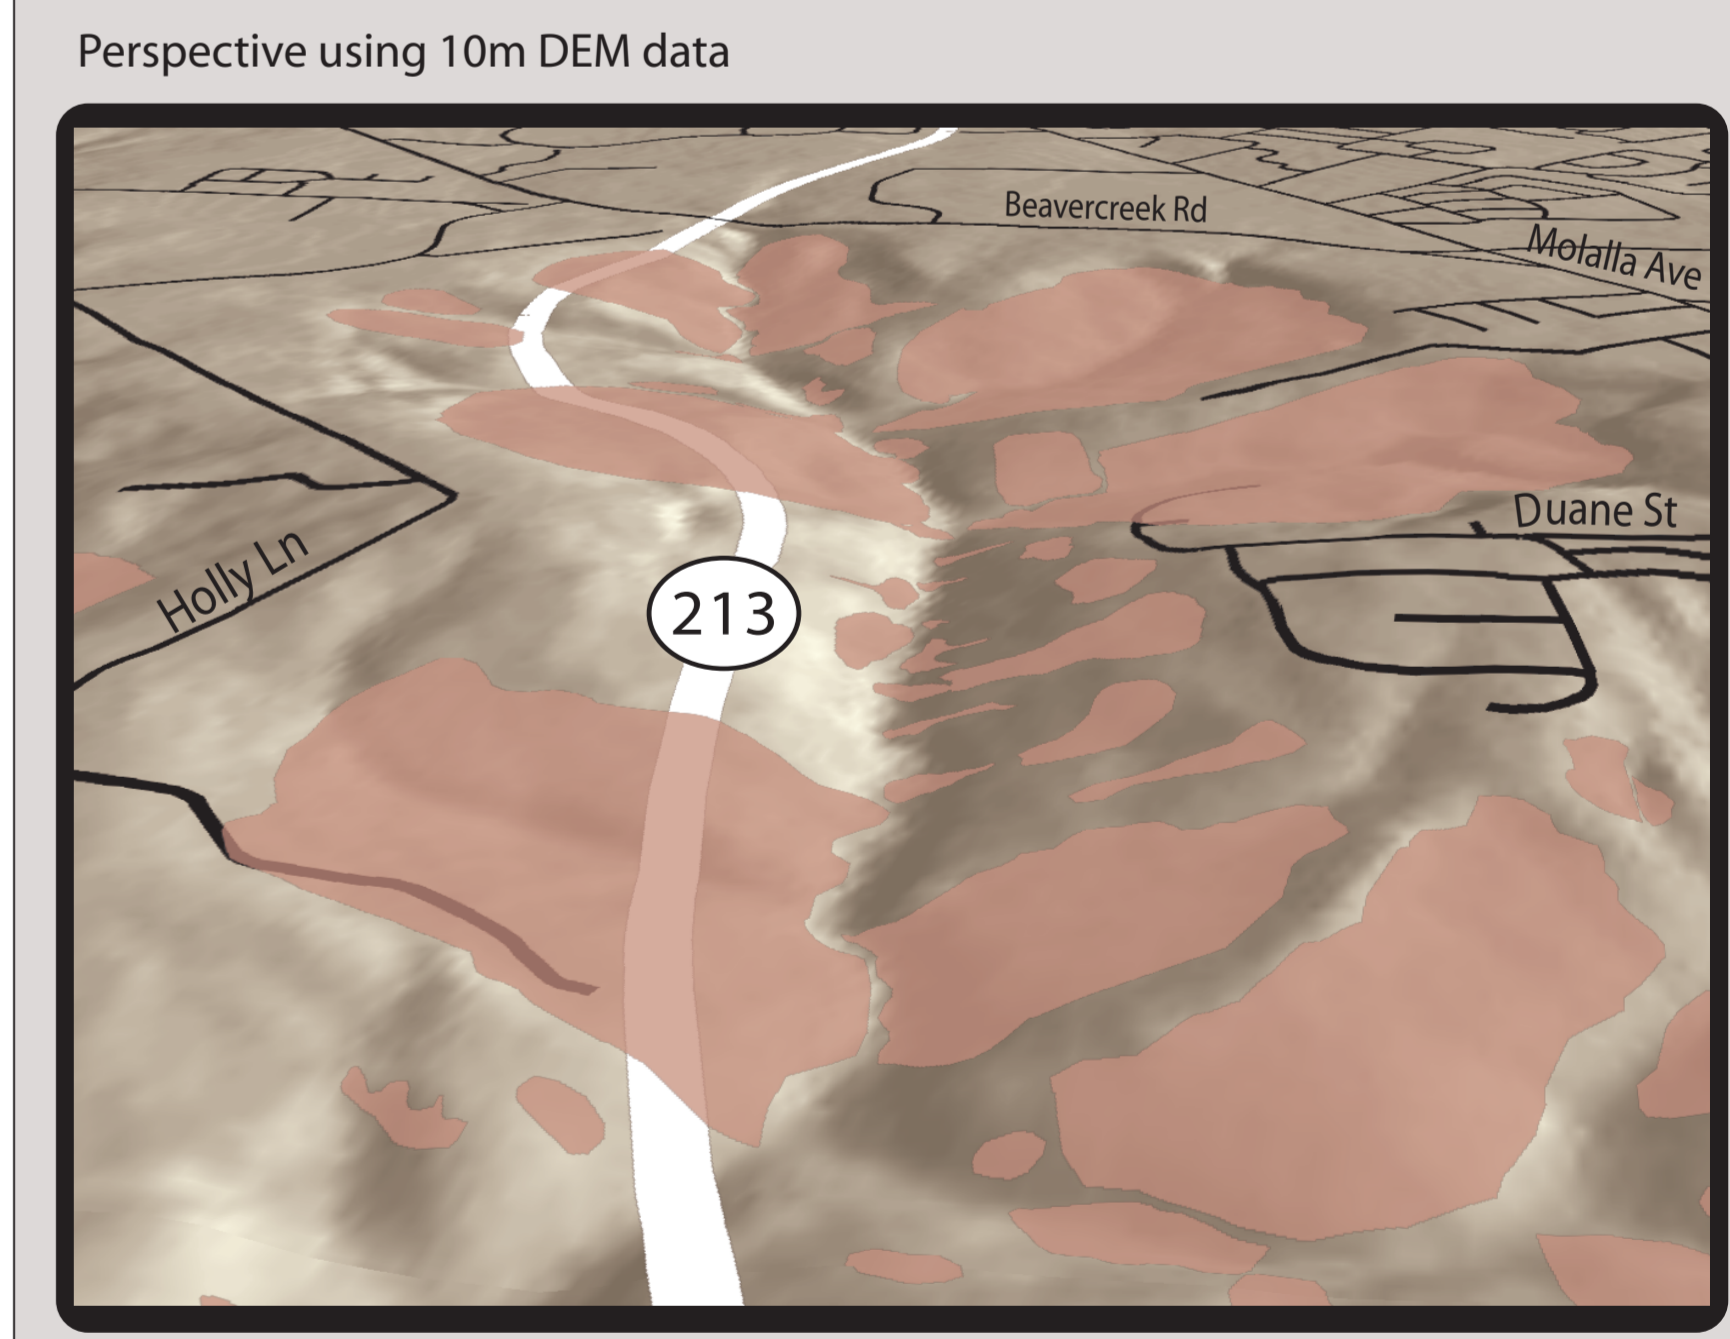 Perspective using 10m DEM data
Beavercreek Rd
Molalla Ave
Duane St
Holly Ln
213